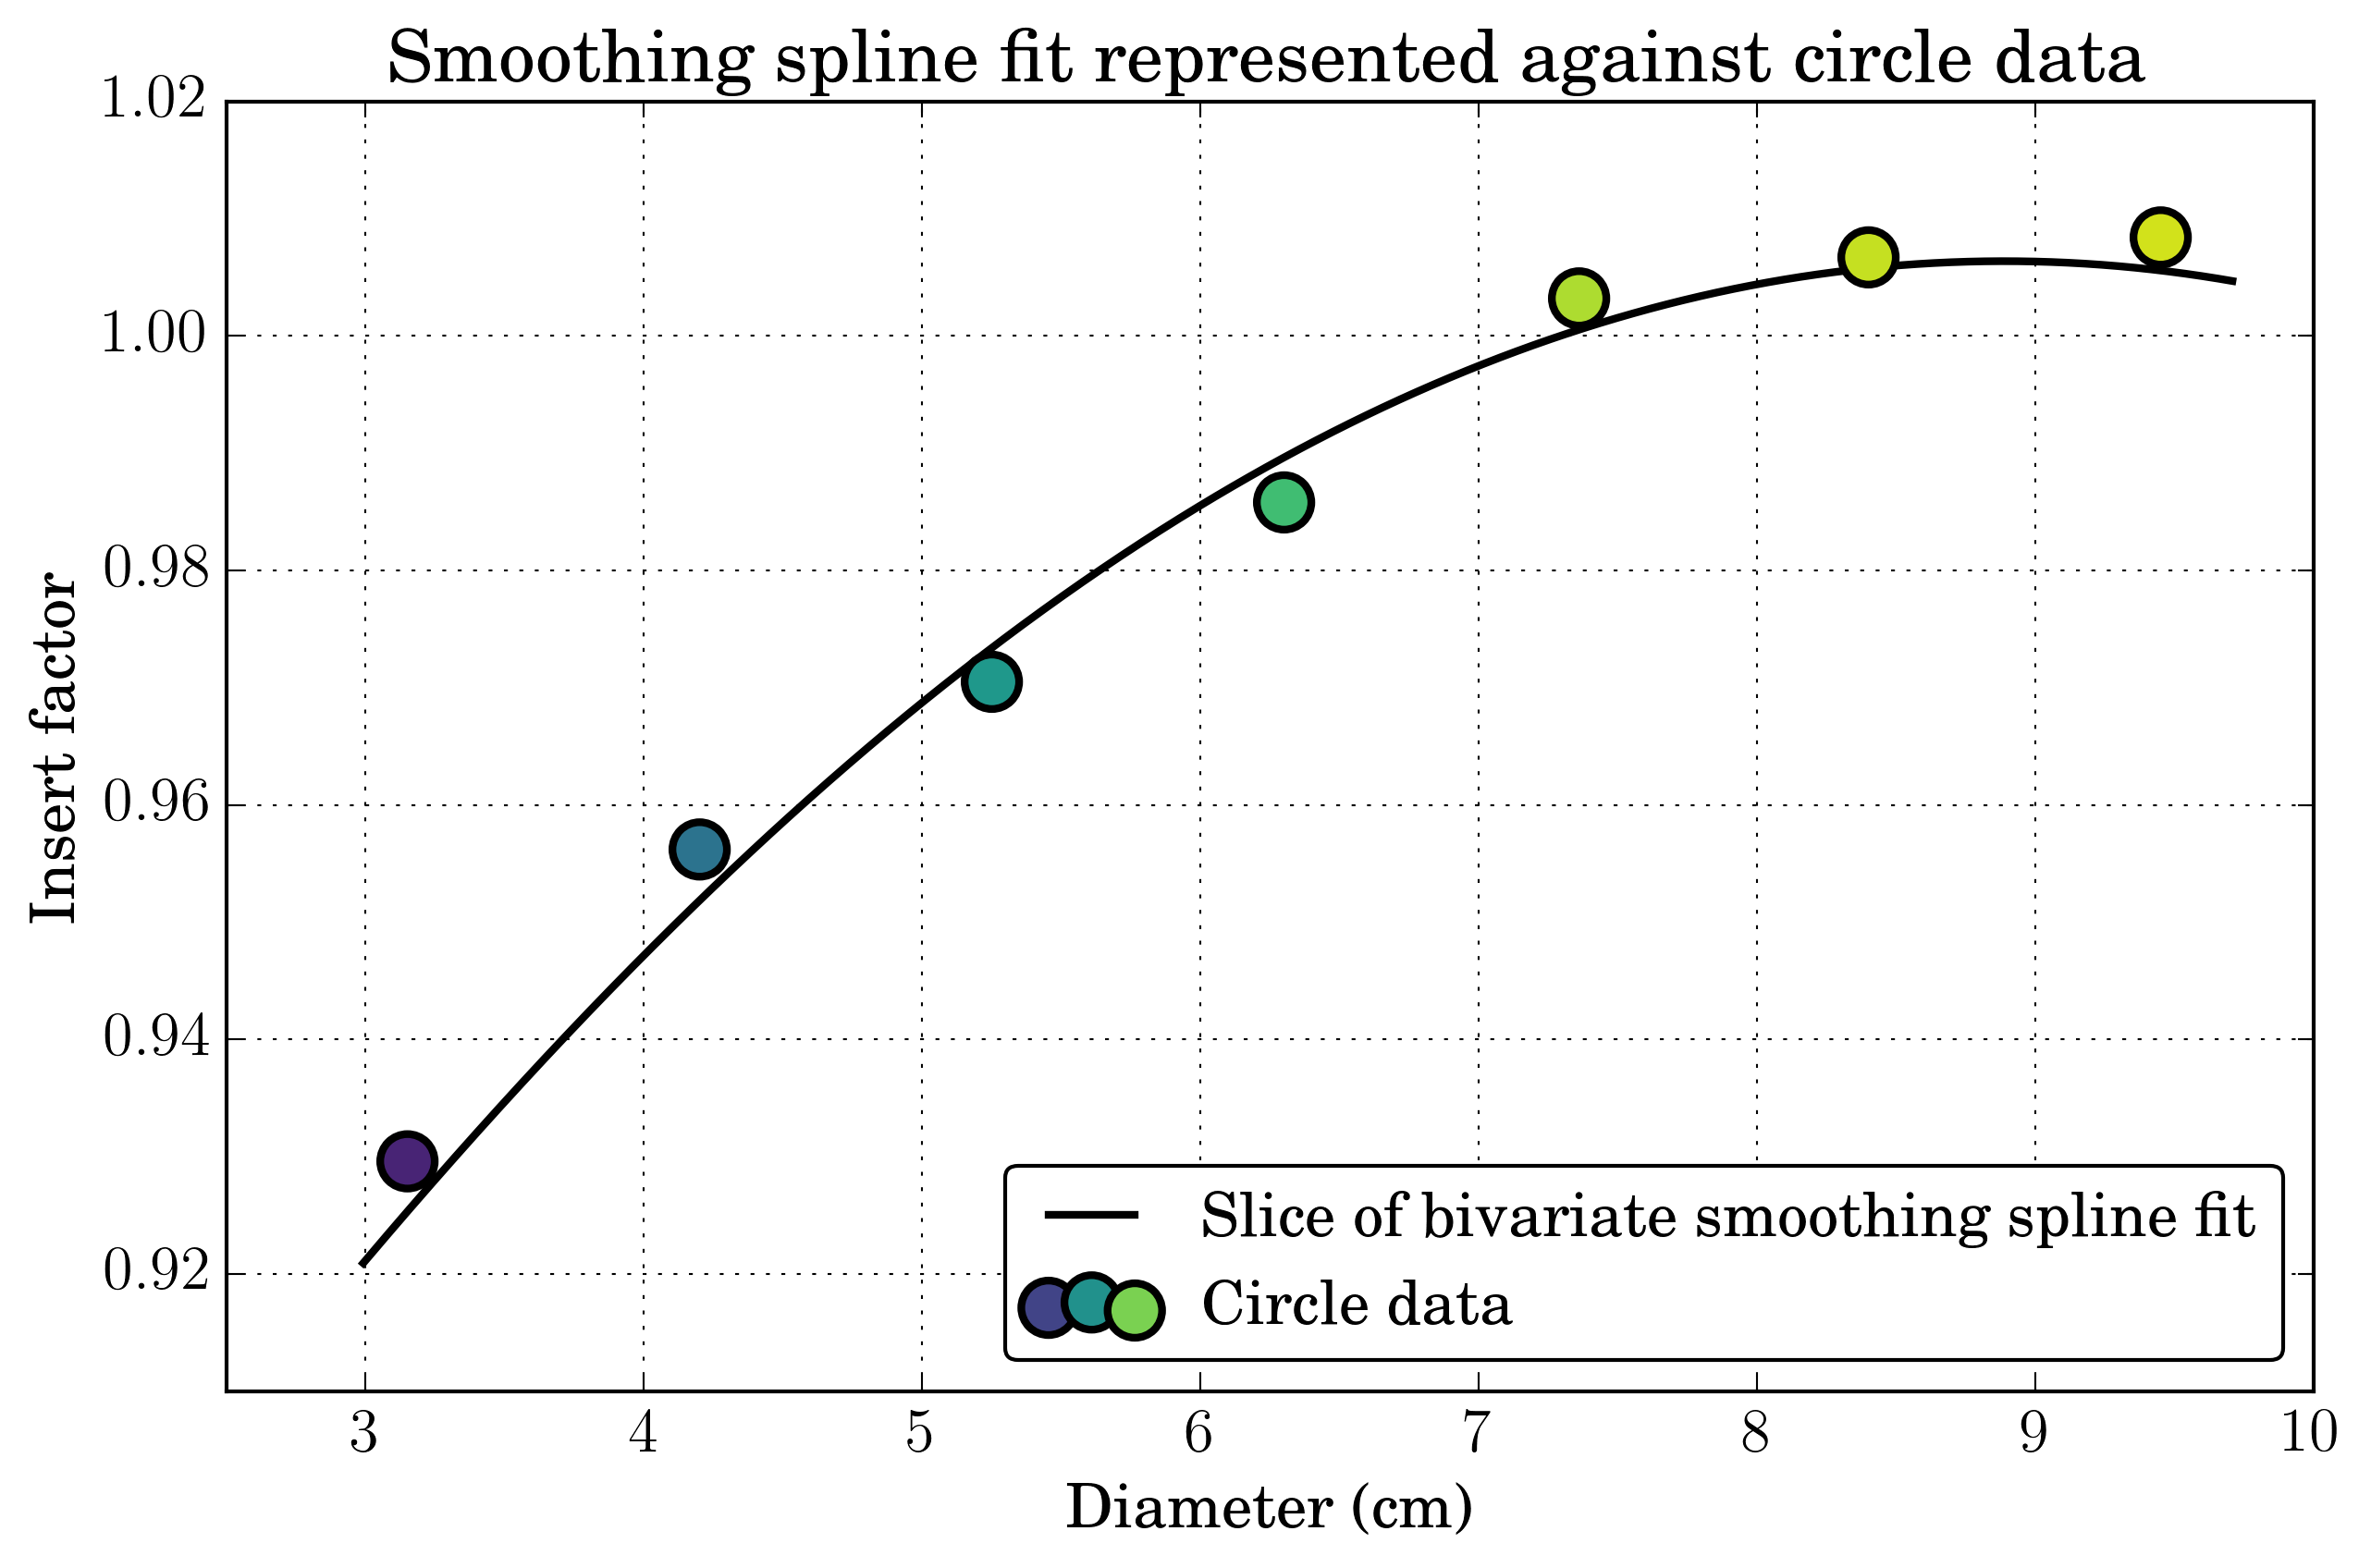 Smoothing spline fit represented against circle data
1.02
1.00
0.98
0.96
0.94
0.92
Insert factor
Slice of bivariate smoothing spline fit
Circle data
3 4 5 6 7 8 9 10
Diameter (cm)